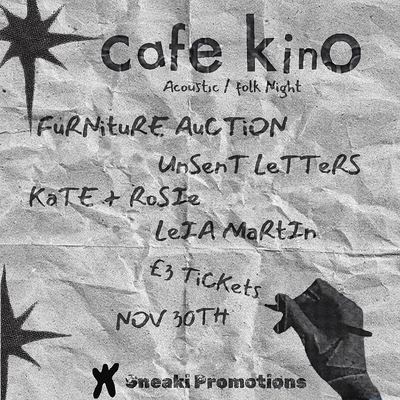 cafe kino
Acoustic / folk Night
FuRNituRE AuCTiON
UnSenT LeTTeRS
KaTE + RoSIe
LeIA MaRtIn
£3 TiCKets
NOV 30TH
Sneaki Promotions